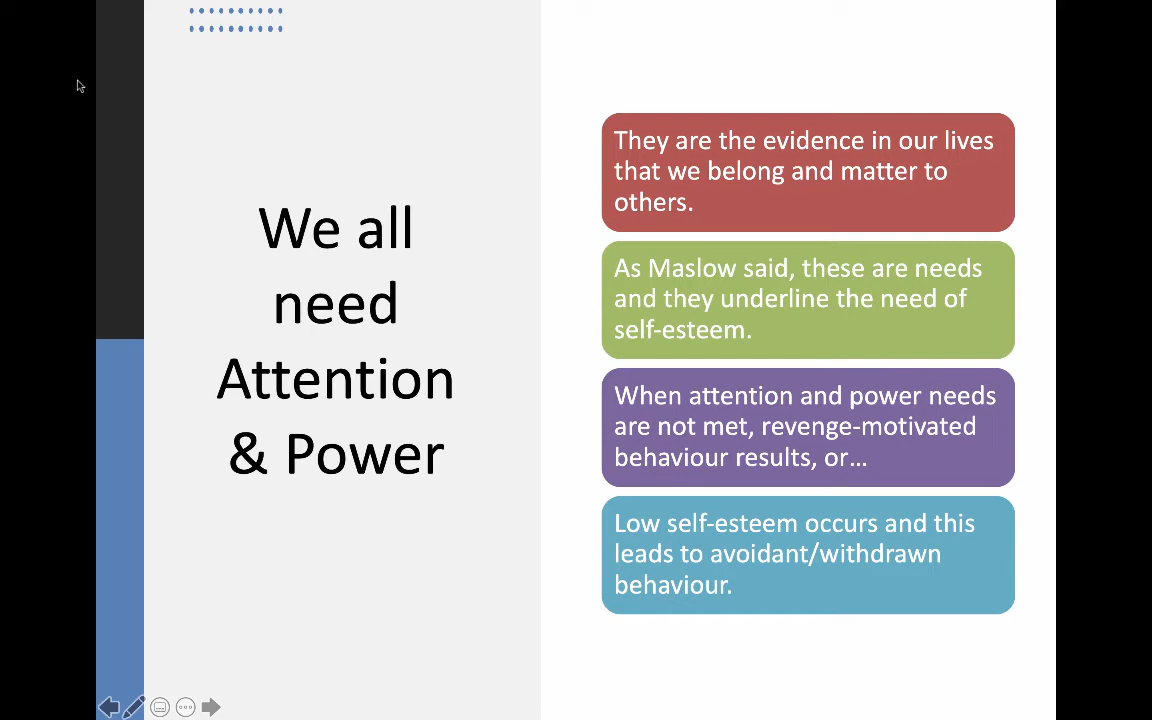 We all
need
Attention
& Power
They are the evidence in our lives
that we belong and matter to
others.
As Maslow said, these are needs
and they underline the need of
self-esteem.
When attention and power needs
are not met, revenge-motivated
behaviour results, or…
Low self-esteem occurs and this
leads to avoidant/withdrawn
behaviour.